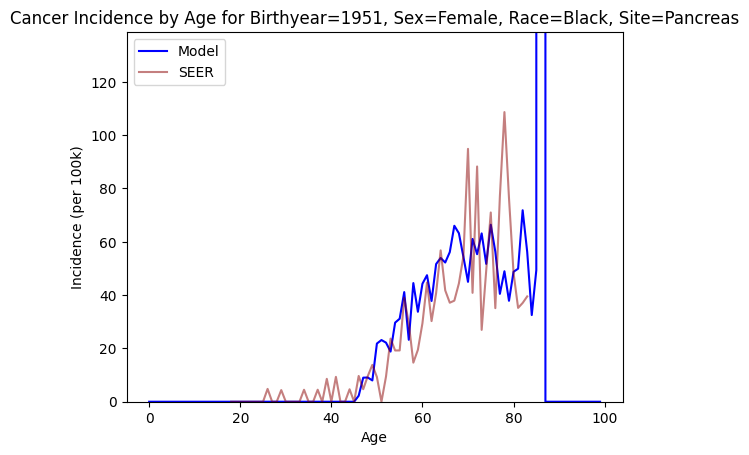 Cancer Incidence by Age for Birthyear=1951, Sex=Female, Race=Black, Site=Pancreas
Model
SEER
Incidence (per 100k)
120
100
80
60
40
20
0
0 20 40 60 80 100
Age